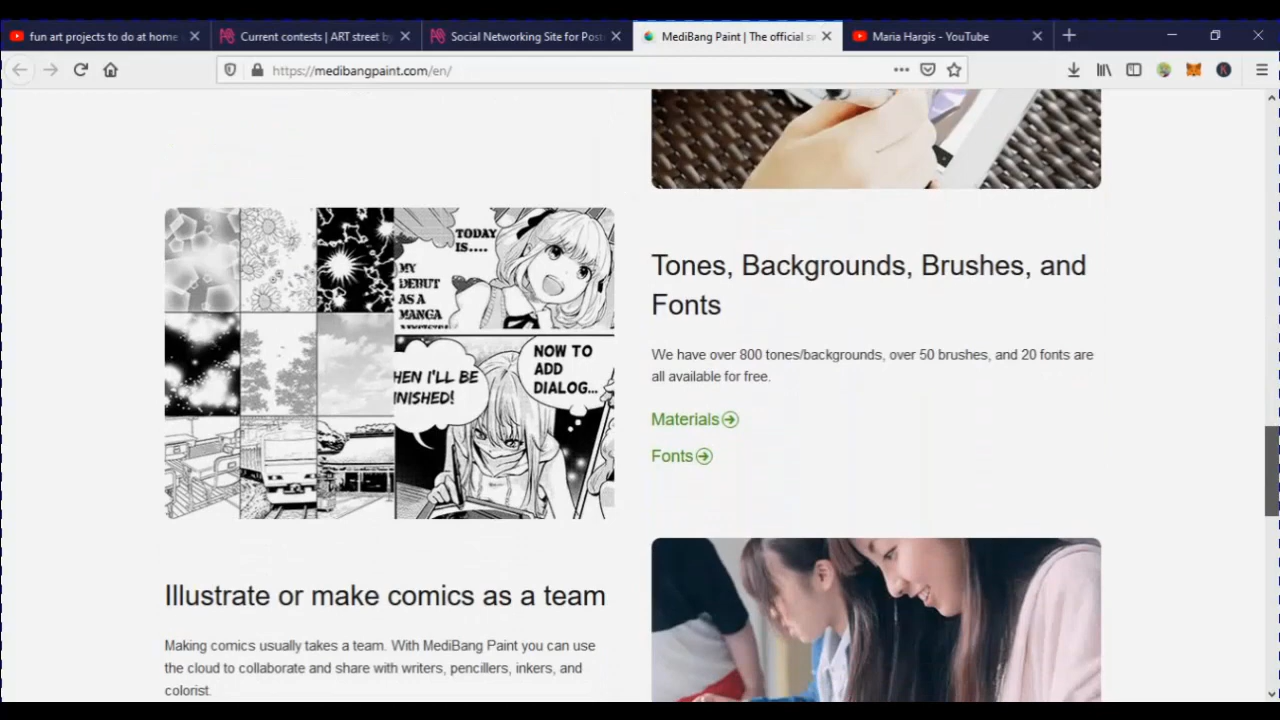 fun art projects to do at home
Current contests | ART street by
Social Networking Site for Post
MediBang Paint | The official s
Maria Hargis - YouTube
https://medibangpaint.com/en/
TODAY
IS....
MY
DEBUT
AS A
MANGA
HEN I'LL BE
INISHED!
NOW TO
ADD
DIALOG...
Tones, Backgrounds, Brushes, and
Fonts
We have over 800 tones/backgrounds, over 50 brushes, and 20 fonts are
all available for free.
Materials
Fonts
Illustrate or make comics as a team
Making comics usually takes a team. With MediBang Paint you can use
the cloud to collaborate and share with writers, pencillers, inkers, and
colorist.